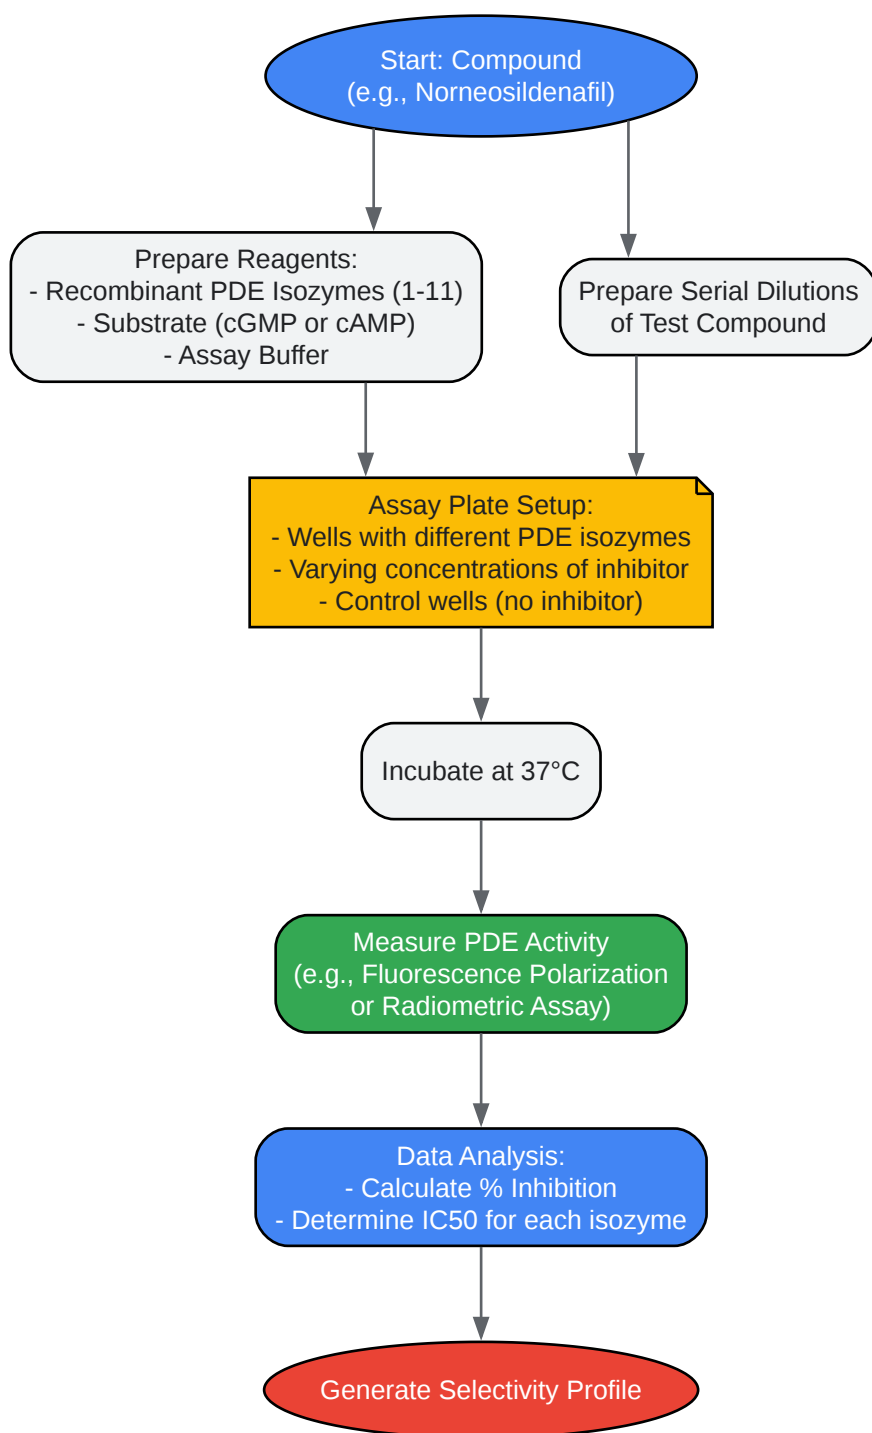 Start: Compound
(e.g., Norneosildenafil)
Prepare Reagents:
- Recombinant PDE Isozymes (1-11)
- Substrate (cGMP or cAMP)
- Assay Buffer
Prepare Serial Dilutions
of Test Compound
Assay Plate Setup:
- Wells with different PDE isozymes
- Varying concentrations of inhibitor
- Control wells (no inhibitor)
Incubate at 37°C
Measure PDE Activity
(e.g., Fluorescence Polarization
or Radiometric Assay)
Data Analysis:
- Calculate % Inhibition
- Determine IC50 for each isozyme
Generate Selectivity Profile